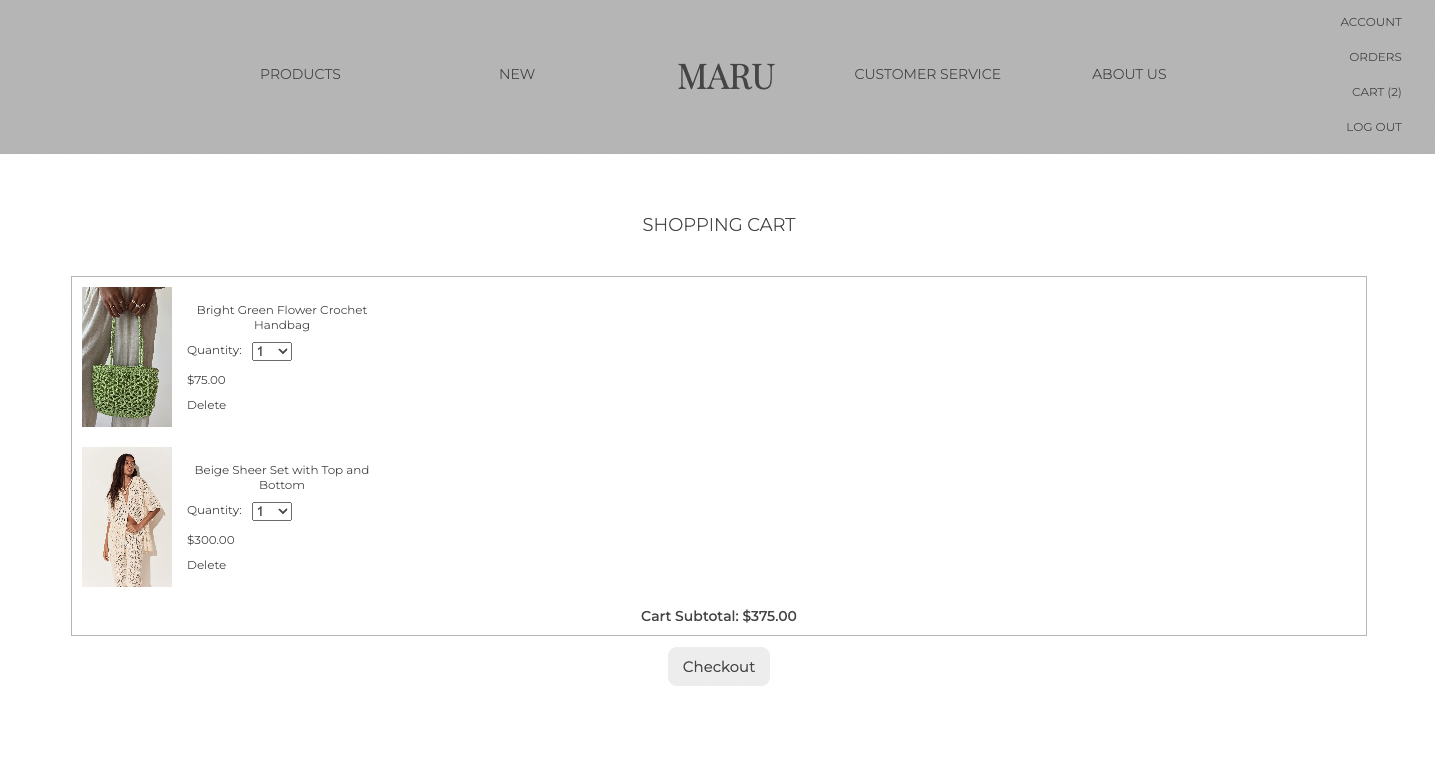 ACCOUNT
PRODUCTS NEW MARU CUSTOMER SERVICE ABOUT US
ORDERS
CART (2)
LOG OUT
SHOPPING CART
Bright Green Flower Crochet
Handbag
Quantity: 1
$75.00
Delete
Beige Sheer Set with Top and
Bottom
Quantity: 1
$300.00
Delete
Cart Subtotal: $375.00
Checkout